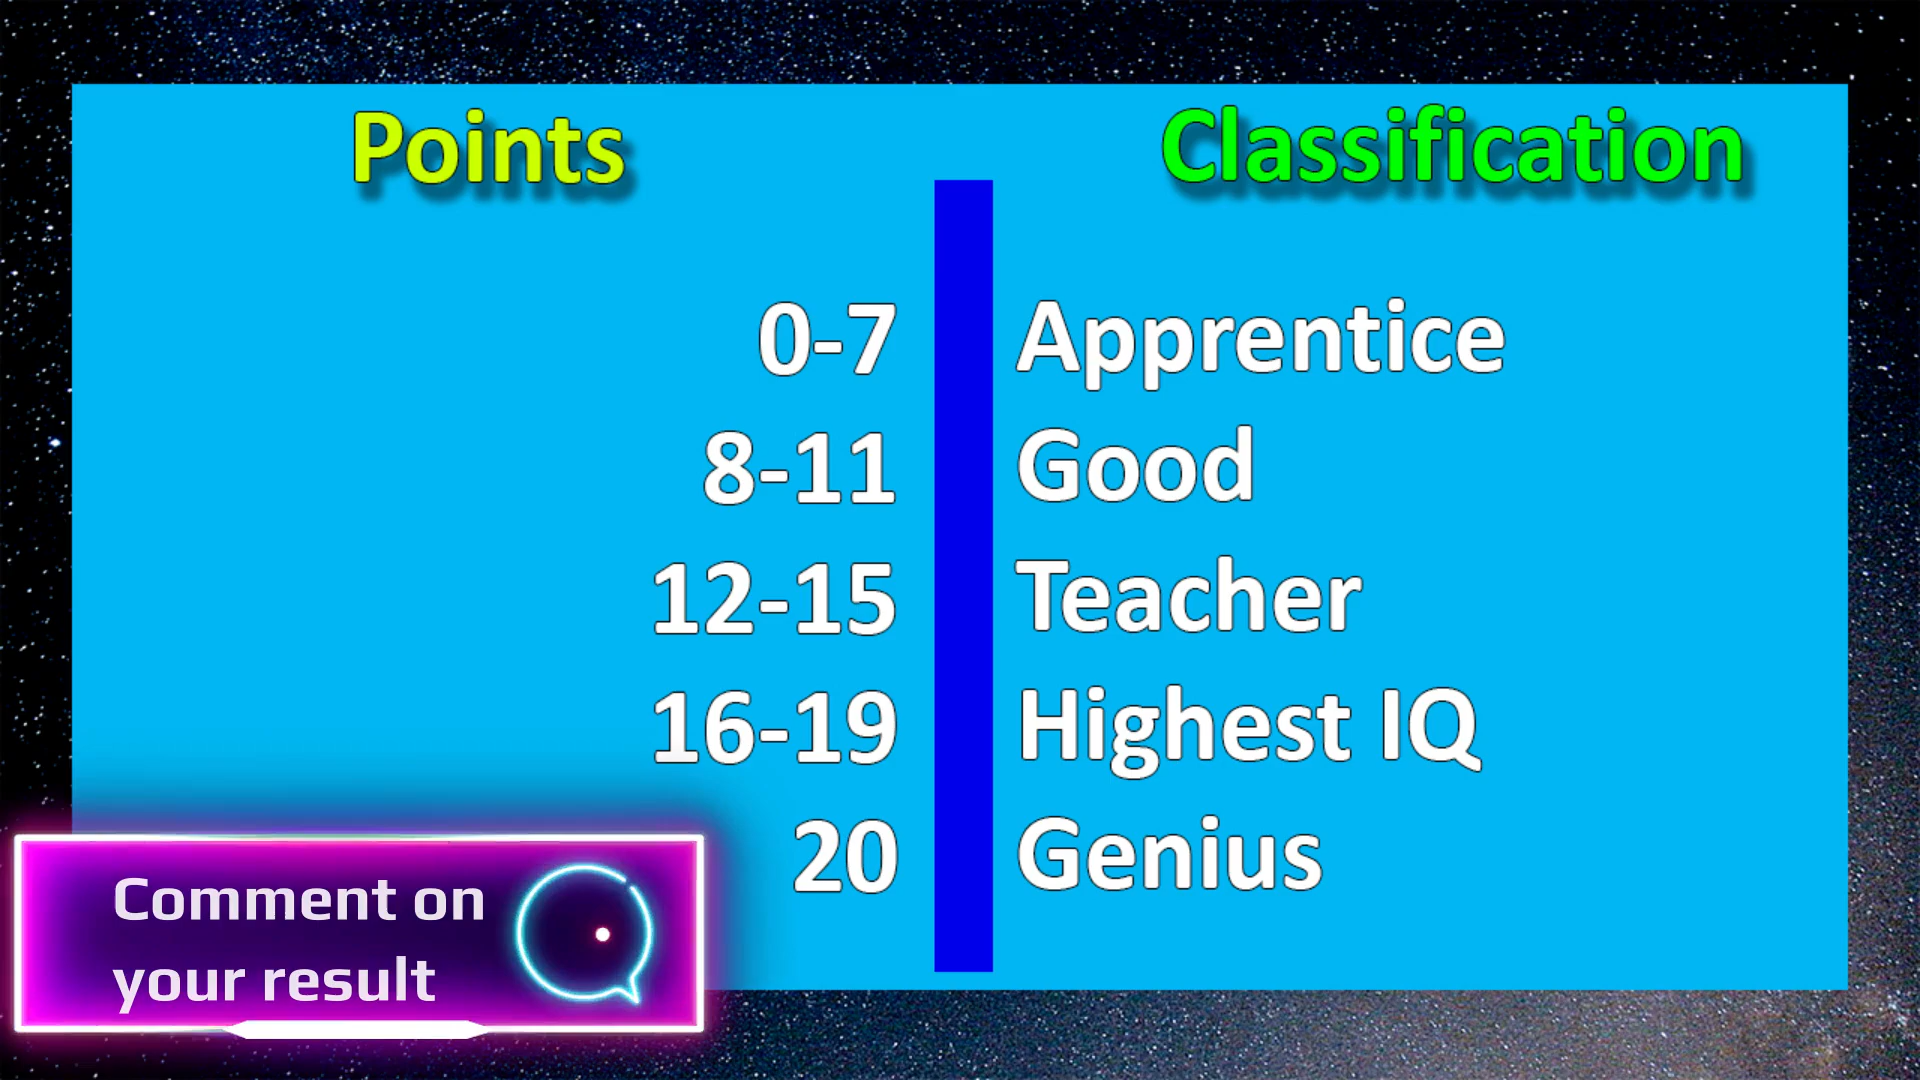 Points Classification
0-7 Apprentice
8-11 Good
12-15 Teacher
16-19 Highest IQ
20 Genius
Comment on
your result